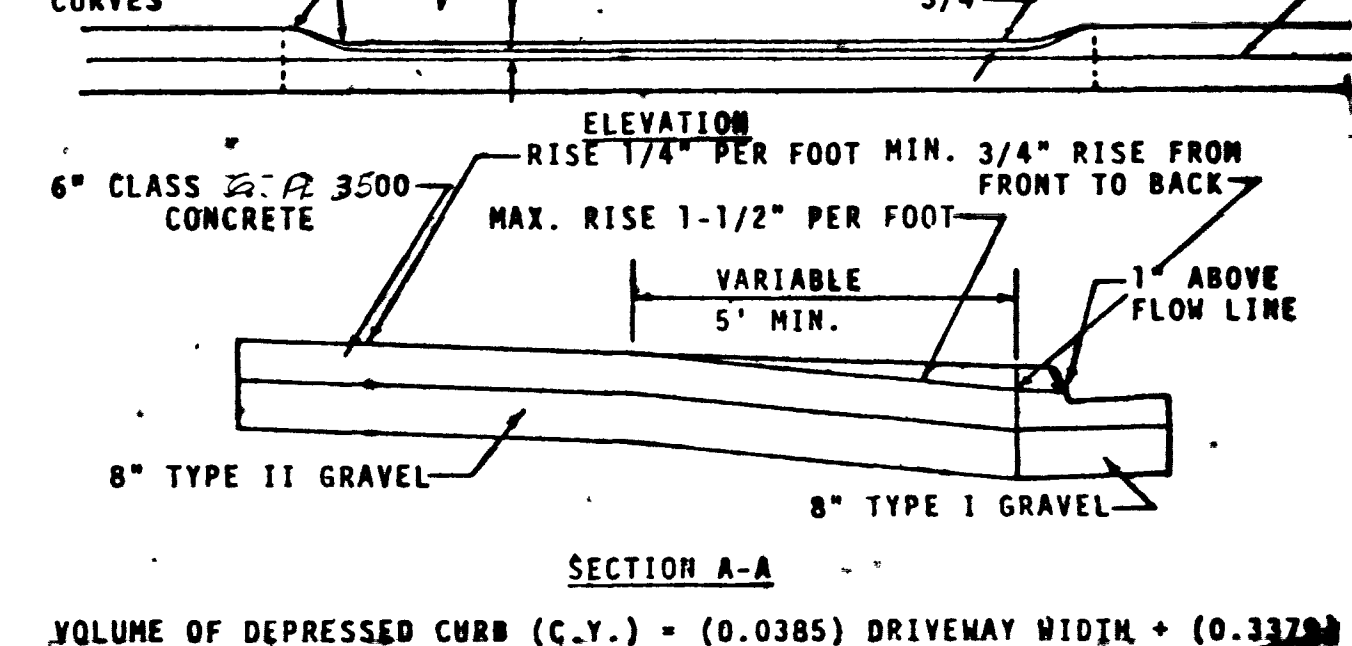 CURVES
3/4"
ELEVATION
RISE 1/4" PER FOOT MIN.
3/4" RISE FROM
FRONT TO BACK
6" CLASS 3500
CONCRETE
MAX. RISE 1-1/2" PER FOOT
VARIABLE
5' MIN.
1" ABOVE
FLOW LINE
8" TYPE II GRAVEL
8" TYPE I GRAVEL
SECTION A-A
VOLUME OF DEPRESSED CURB (C.Y.) = (0.0385) DRIVEWAY WIDTH +